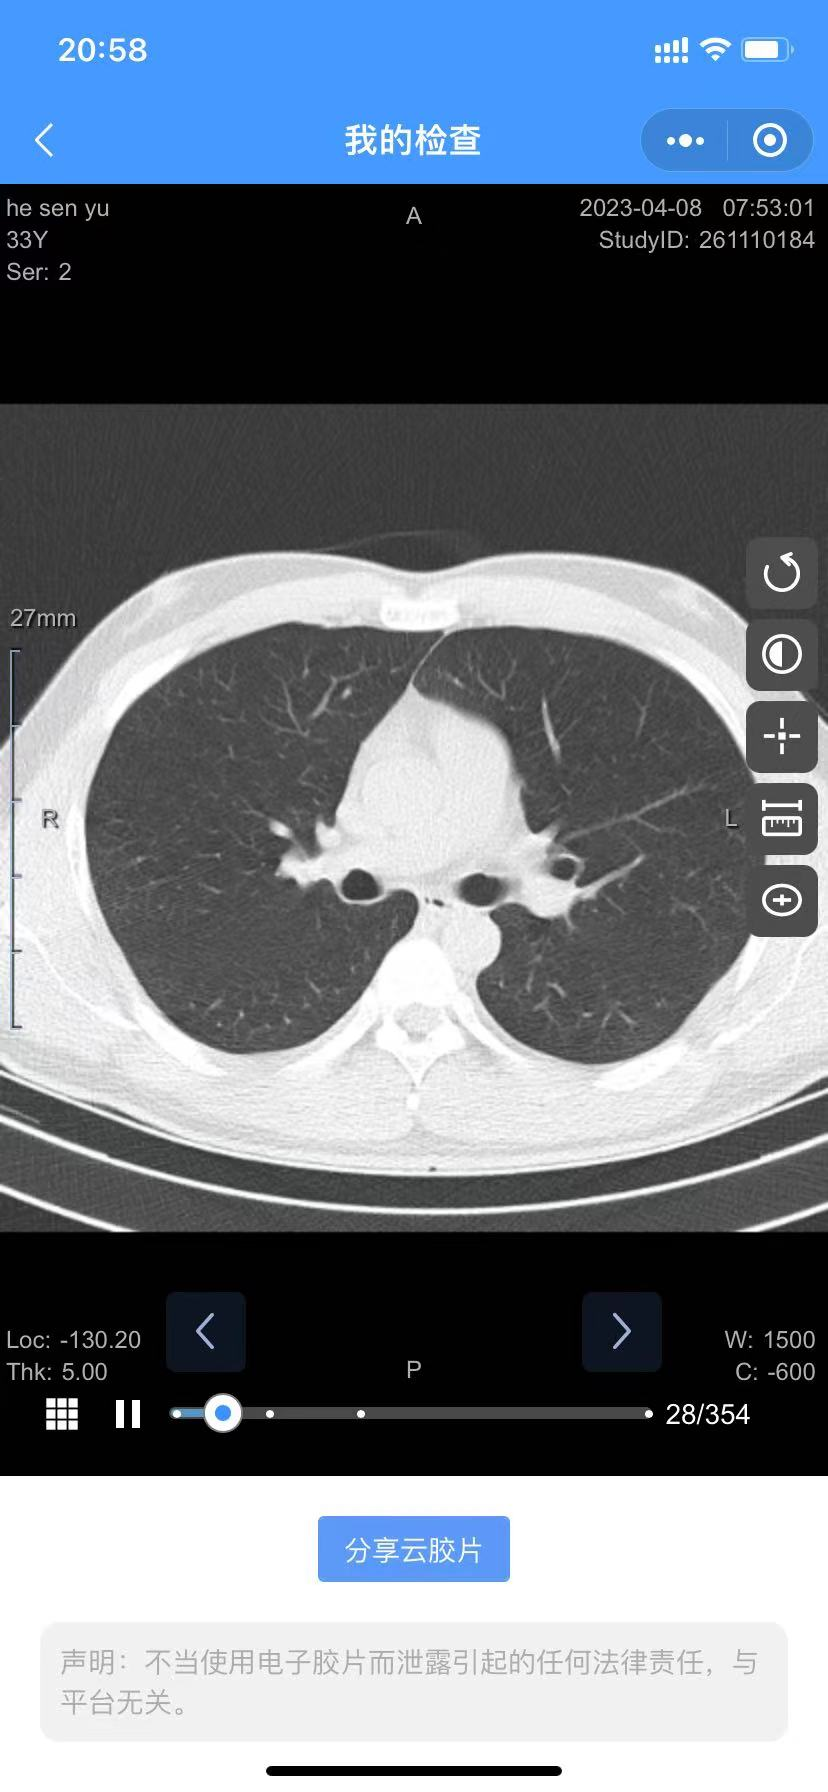 20:58
我的检查
he sen yu
33Y
Ser: 2
A
2023-04-08 07:53:01
StudyID: 261110184
27mm
R
L
Loc: -130.20
Thk: 5.00
P
W: 1500
C: -600
28/354
分享云胶片
声明：不当使用电子胶片而泄露引起的任何法律责任，与
平台无关。